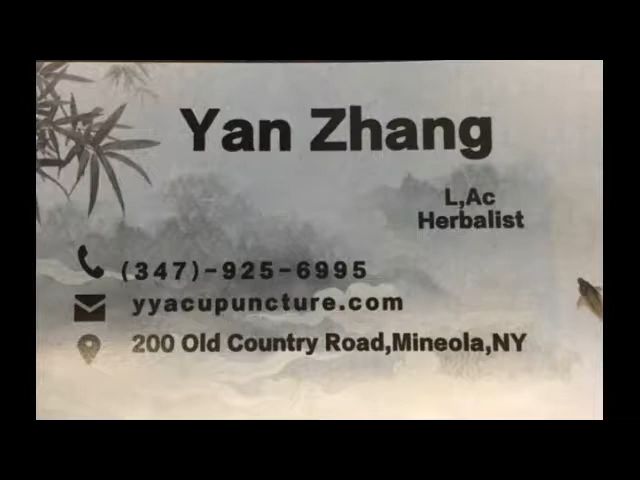 Yan Zhang
L,Ac
Herbalist
(347)-925-6995
yyacupuncture.com
200 Old Country Road,Mineola,NY